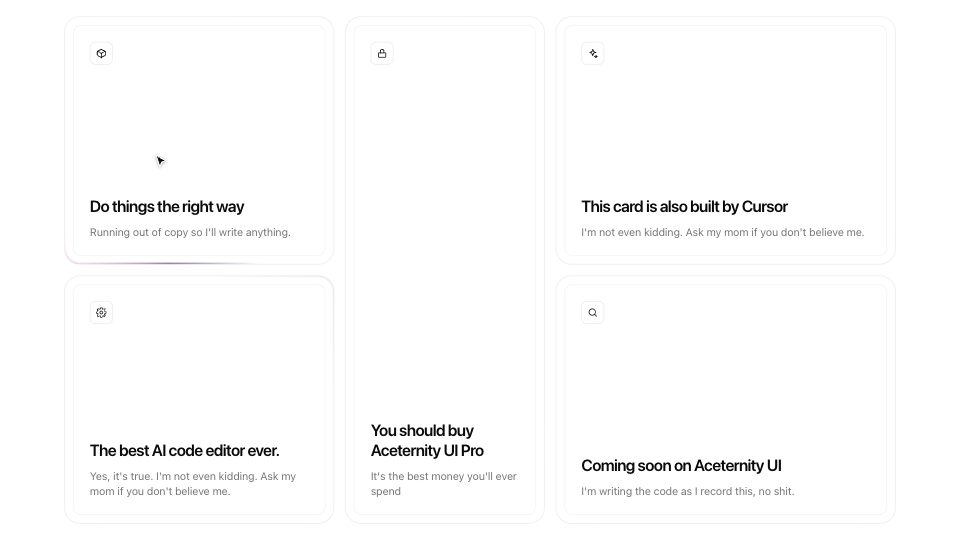 Do things the right way
Running out of copy so I'll write anything.
The best AI code editor ever.
Yes, it's true. I'm not even kidding. Ask my
mom if you don't believe me.
You should buy
Aceternity UI Pro
It's the best money you'll ever
spend
This card is also built by Cursor
I'm not even kidding. Ask my mom if you don't believe me.
Coming soon on Aceternity UI
I'm writing the code as I record this, no shit.